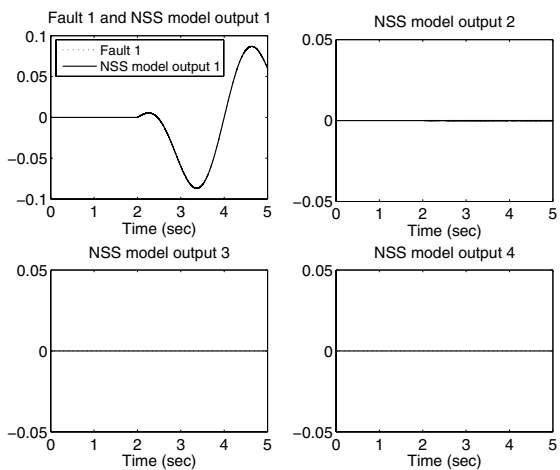 Fault 1 and NSS model output 1
0.1
0.05
0
−0.05
−0.1
Fault 1
NSS model output 1
0 1 2 3 4 5
Time (sec)
NSS model output 2
0.05
0
−0.05
0 1 2 3 4 5
Time (sec)
NSS model output 3
0.05
0
−0.05
0 1 2 3 4 5
Time (sec)
NSS model output 4
0.05
0
−0.05
0 1 2 3 4 5
Time (sec)